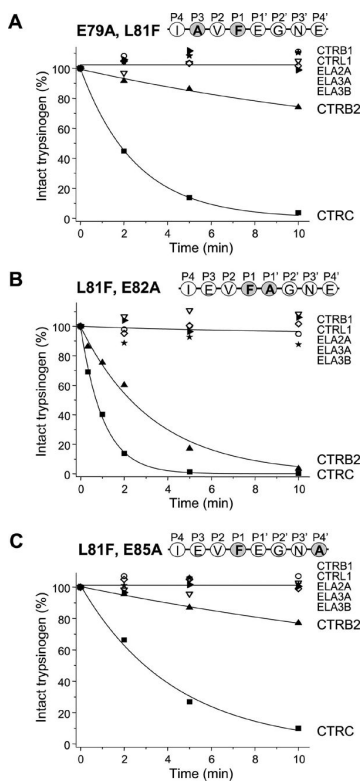 A
E79A, L81F
P4 P3 P2 P1 P1' P2' P3' P4'
I A V F E G N E
Intact trypsinogen (%)
100
80
60
40
20
0
0 2 4 6 8 10
Time (min)
CTRB1
CTRL1
ELA2A
ELA3A
ELA3B
CTRB2
CTRC
B
L81F, E82A
P4 P3 P2 P1 P1' P2' P3' P4'
I E V F A G N E
Intact trypsinogen (%)
100
80
60
40
20
0
0 2 4 6 8 10
Time (min)
CTRB1
CTRL1
ELA2A
ELA3A
ELA3B
CTRB2
CTRC
C
L81F, E85A
P4 P3 P2 P1 P1' P2' P3' P4'
I E V F E G N A
Intact trypsinogen (%)
100
80
60
40
20
0
0 2 4 6 8 10
Time (min)
CTRB1
CTRL1
ELA2A
ELA3A
ELA3B
CTRB2
CTRC